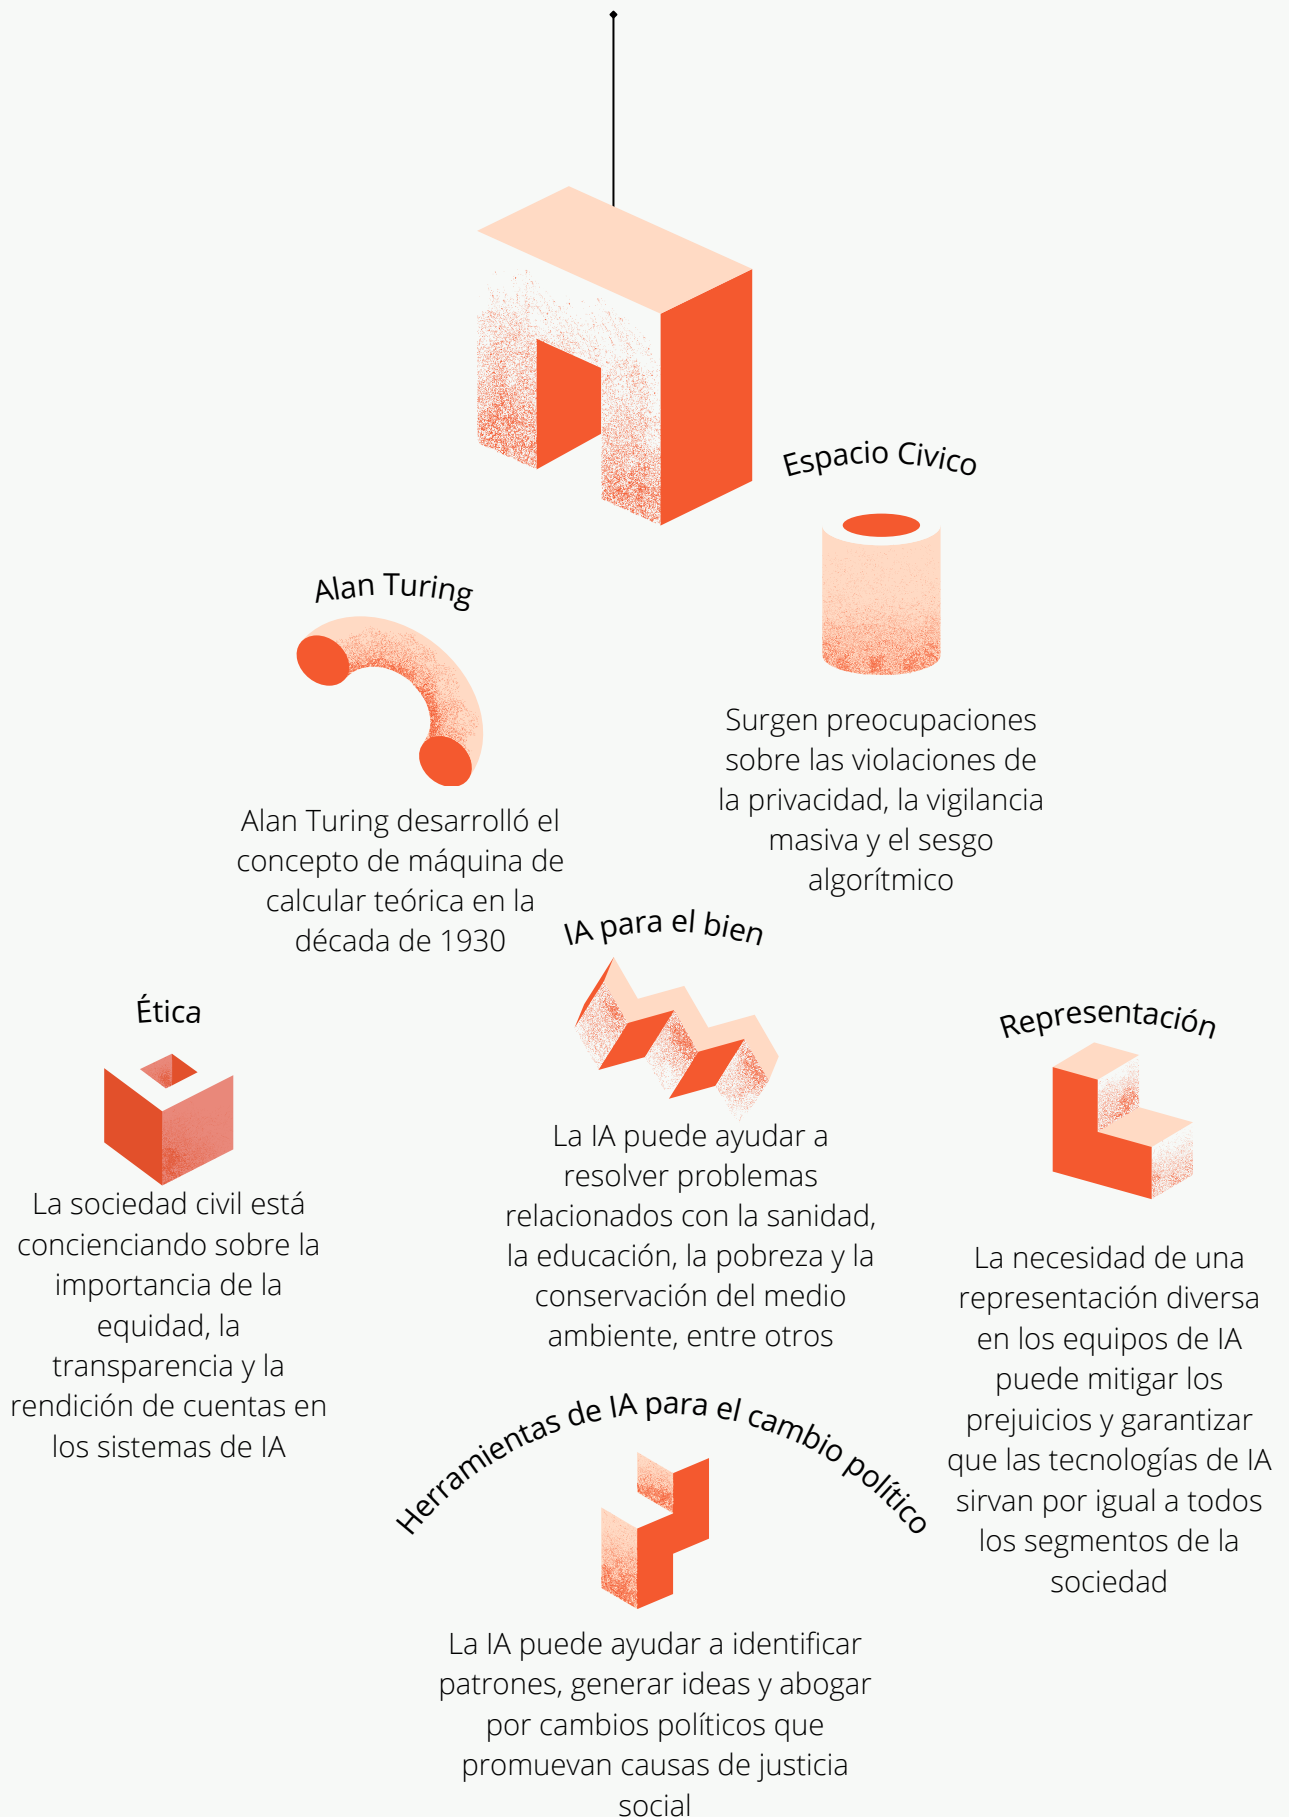 Espacio Civico
Surgen preocupaciones
sobre las violaciones de
la privacidad, la vigilancia
masiva y el sesgo
algorítmico
Alan Turing
Alan Turing desarrolló el
concepto de máquina de
calcular teórica en la
década de 1930
IA para el bien
La IA puede ayudar a
resolver problemas
relacionados con la sanidad,
la educación, la pobreza y la
conservación del medio
ambiente, entre otros
Ética
La sociedad civil está
concienciando sobre la
importancia de la
equidad, la
transparencia y la
rendición de cuentas en
los sistemas de IA
Representación
La necesidad de una
representación diversa
en los equipos de IA
puede mitigar los
prejuicios y garantizar
que las tecnologías de IA
sirvan por igual a todos
los segmentos de la
sociedad
Herramientas de IA para el cambio político
La IA puede ayudar a identificar
patrones, generar ideas y abogar
por cambios políticos que
promuevan causas de justicia
social